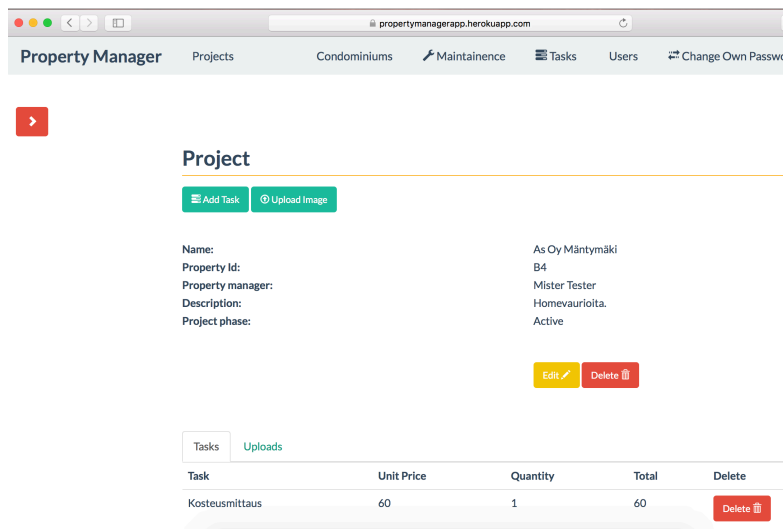 propertymanagerapp.herokuapp.com
Property Manager Projects Condominiums Maintainence Tasks Users Change Own Passwo
Project
Add Task Upload Image
Name: As Oy Mäntymäki
Property Id: B4
Property manager: Mister Tester
Description: Homevaurioita.
Project phase: Active
Edit Delete
Tasks Uploads
Task Unit Price Quantity Total Delete
Kosteusmittaus 60 1 60 Delete